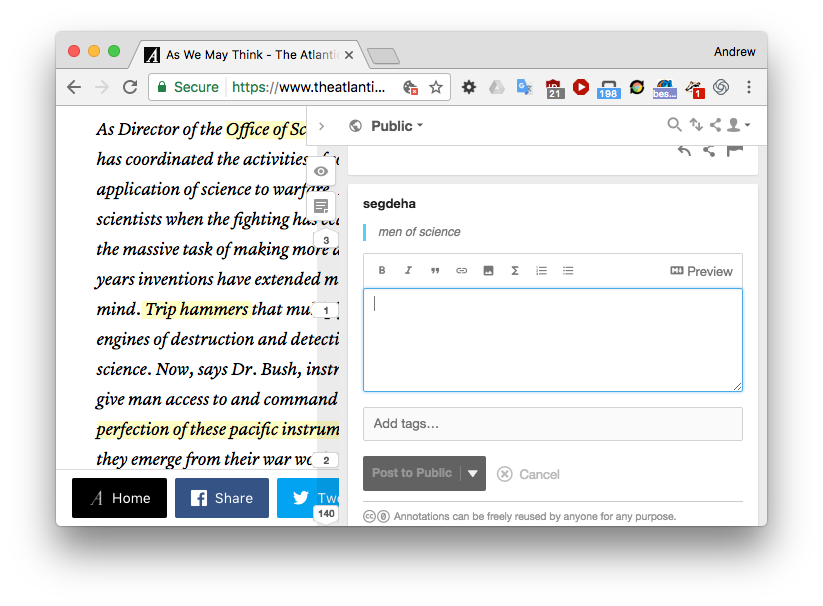 As We May Think - The Atlantic
Andrew
Secure
https://www.theatlanti...
21
198
bes...
1
As Director of the Office of Sc
has coordinated the activities
application of science to warfare.
scientists when the fighting has
the massive task of making more
years inventions have extended m
mind. Trip hammers that mul
engines of destruction and detecti
science. Now, says Dr. Bush, instr
give man access to and command
perfection of these pacific instrum
they emerge from their war wo
3
1
2
140
Home
Share
Twe
Public
segdeha
men of science
B I
Preview
Add tags...
Post to Public
Cancel
cc 0 Annotations can be freely reused by anyone for any purpose.